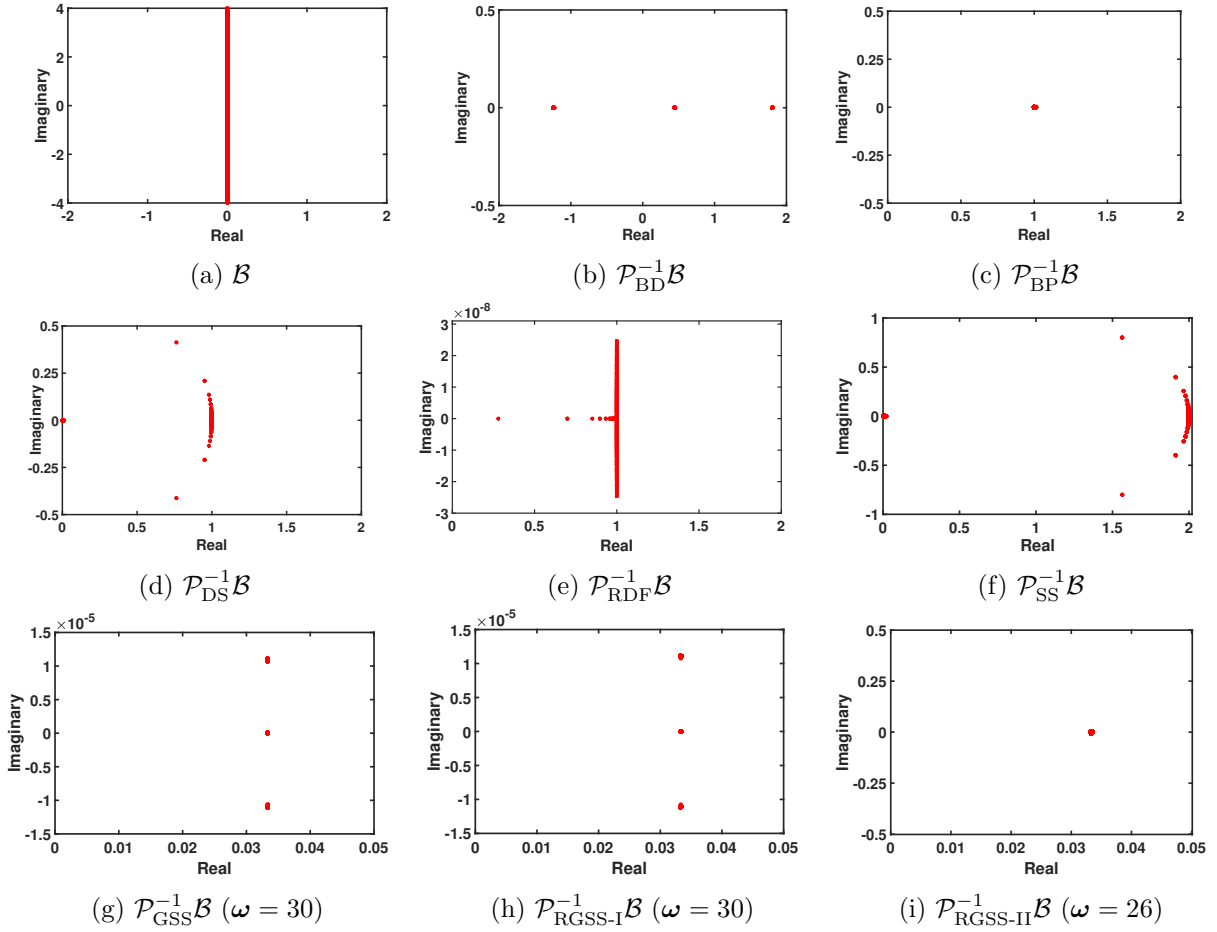 4
2
0
-2
-4
Imaginary
-2 -1 0 1 2
Real
(a) 𝓑
0.5
0
-0.5
Imaginary
-2 -1 0 1 2
Real
(b) 𝒫_BD^{-1}𝓑
0.5
0.25
0
-0.25
-0.5
Imaginary
0 0.5 1 1.5 2
Real
(c) 𝒫_BP^{-1}𝓑
0.5
0.25
0
-0.25
-0.5
Imaginary
0 0.5 1 1.5 2
Real
(d) 𝒫_DS^{-1}𝓑
×10^-8
3
2
1
0
-1
-2
-3
Imaginary
0 0.5 1 1.5 2
Real
(e) 𝒫_RDF^{-1}𝓑
1
0.5
0
-0.5
-1
Imaginary
0 0.5 1 1.5 2
Real
(f) 𝒫_SS^{-1}𝓑
×10^-5
1.5
1
0.5
0
-0.5
-1
-1.5
Imaginary
0 0.01 0.02 0.03 0.04 0.05
Real
(g) 𝒫_GSS^{-1}𝓑 (𝝎 = 30)
×10^-5
1.5
1
0.5
0
-0.5
-1
-1.5
Imaginary
0 0.01 0.02 0.03 0.04 0.05
Real
(h) 𝒫_RGSS-I^{-1}𝓑 (𝝎 = 30)
0.5
0.25
0
-0.25
-0.5
Imaginary
0 0.01 0.02 0.03 0.04 0.05
Real
(i) 𝒫_RGSS-II^{-1}𝓑 (𝝎 = 26)